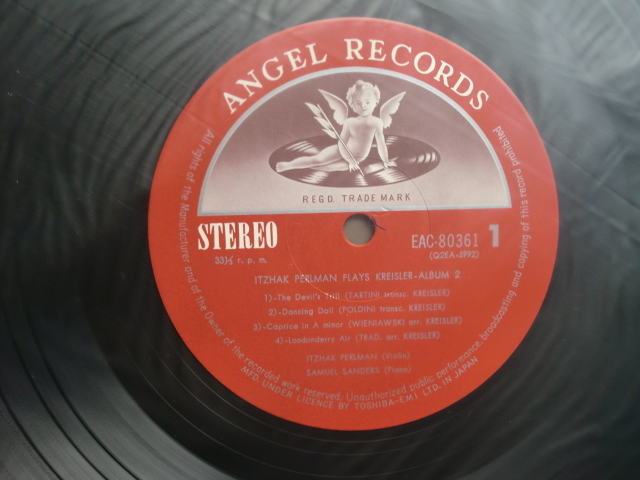 ANGEL RECORDS
REGD. TRADE MARK
STEREO
33⅓ r. p. m.
EAC-80361 1
(Q2EA-3992)
ITZHAK PERLMAN PLAYS KREISLER-ALBUM 2
1)-The Devil's Trill (TARTINI transc. KREISLER)
2)-Dancing Doll (POLDINI transc. KREISLER)
3)-Caprice in A minor (WIENIAWSKI arr. KREISLER)
4)-Londonderry Air (TRAD. arr. KREISLER)
ITZHAK PERLMAN (Violin)
SAMUEL SANDERS (Piano)
All rights of the Manufacturer and of the Owner of the recorded work reserved. Unauthorized public performance, broadcasting and copying of this record prohibited
MFD. UNDER LICENCE BY TOSHIBA-EMI LTD. IN JAPAN